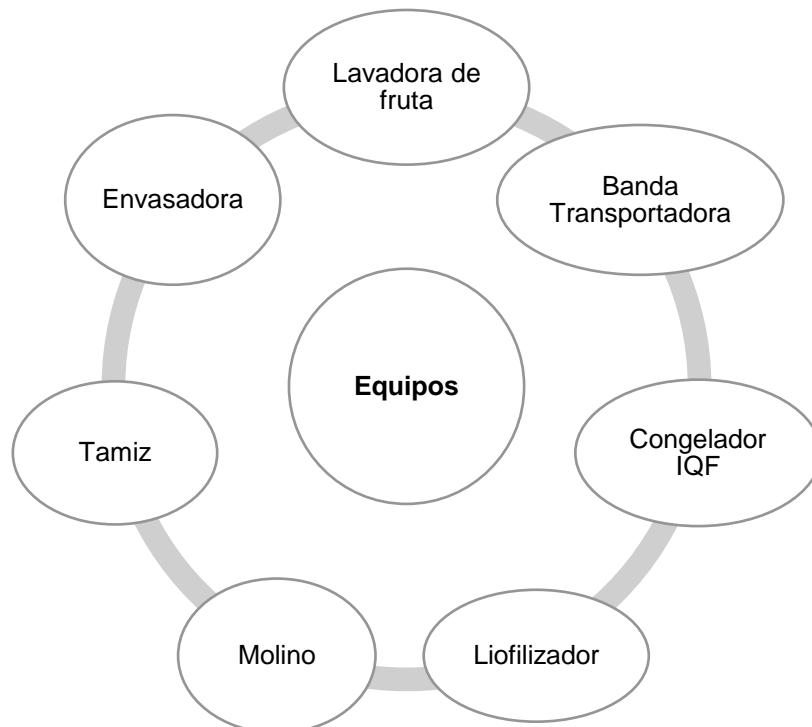 Lavadora de
fruta
Banda
Transportadora
Congelador
IQF
Liofilizador
Molino
Tamiz
Envasadora
Equipos